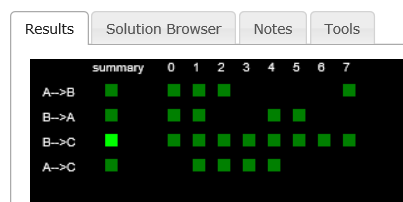 Results Solution Browser Notes Tools
summary 0 1 2 3 4 5 6 7
A-->B
B-->A
B-->C
A-->C